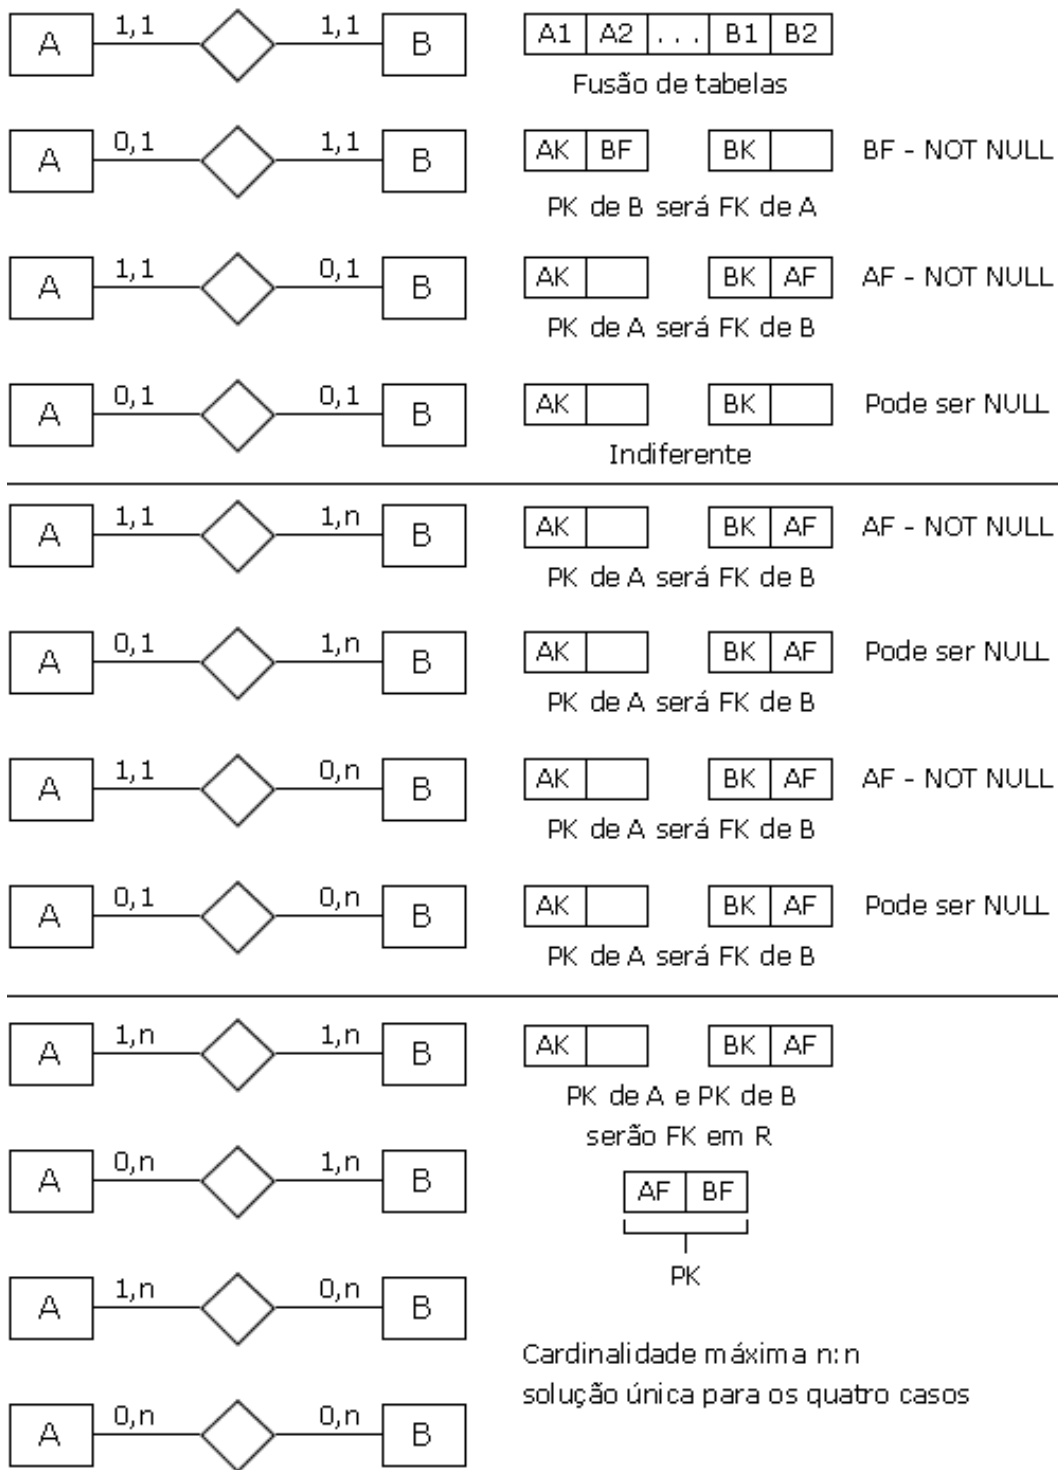 A 1,1 1,1 B A1 A2 ... B1 B2
Fusão de tabelas
A 0,1 1,1 B AK BF BK BF - NOT NULL
PK de B será FK de A
A 1,1 0,1 B AK BK AF AF - NOT NULL
PK de A será FK de B
A 0,1 0,1 B AK BK Pode ser NULL
Indiferente
A 1,1 1,n B AK BK AF AF - NOT NULL
PK de A será FK de B
A 0,1 1,n B AK BK AF Pode ser NULL
PK de A será FK de B
A 1,1 0,n B AK BK AF AF - NOT NULL
PK de A será FK de B
A 0,1 0,n B AK BK AF Pode ser NULL
PK de A será FK de B
A 1,n 1,n B AK BK AF
PK de A e PK de B
serão FK em R
A 0,n 1,n B AF BF
PK
A 1,n 0,n B
Cardinalidade máxima n:n
solução única para os quatro casos
A 0,n 0,n B